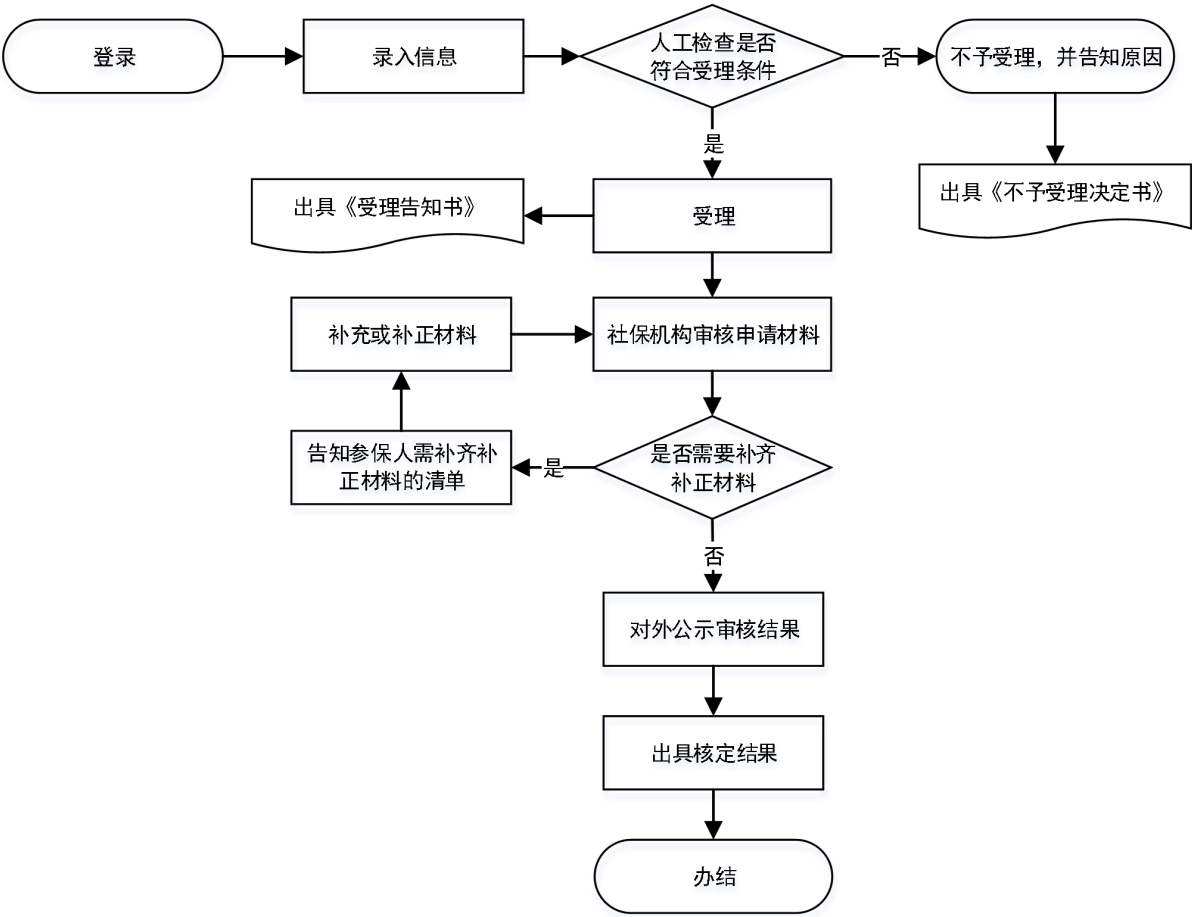 登录
录入信息
人工检查是否
符合受理条件
否
不予受理，并告知原因
是
出具《受理告知书》
受理
出具《不予受理决定书》
补充或补正材料
社保机构审核申请材料
告知参保人需补齐补
正材料的清单
是
是否需要补齐
补正材料
否
对外公示审核结果
出具核定结果
办结